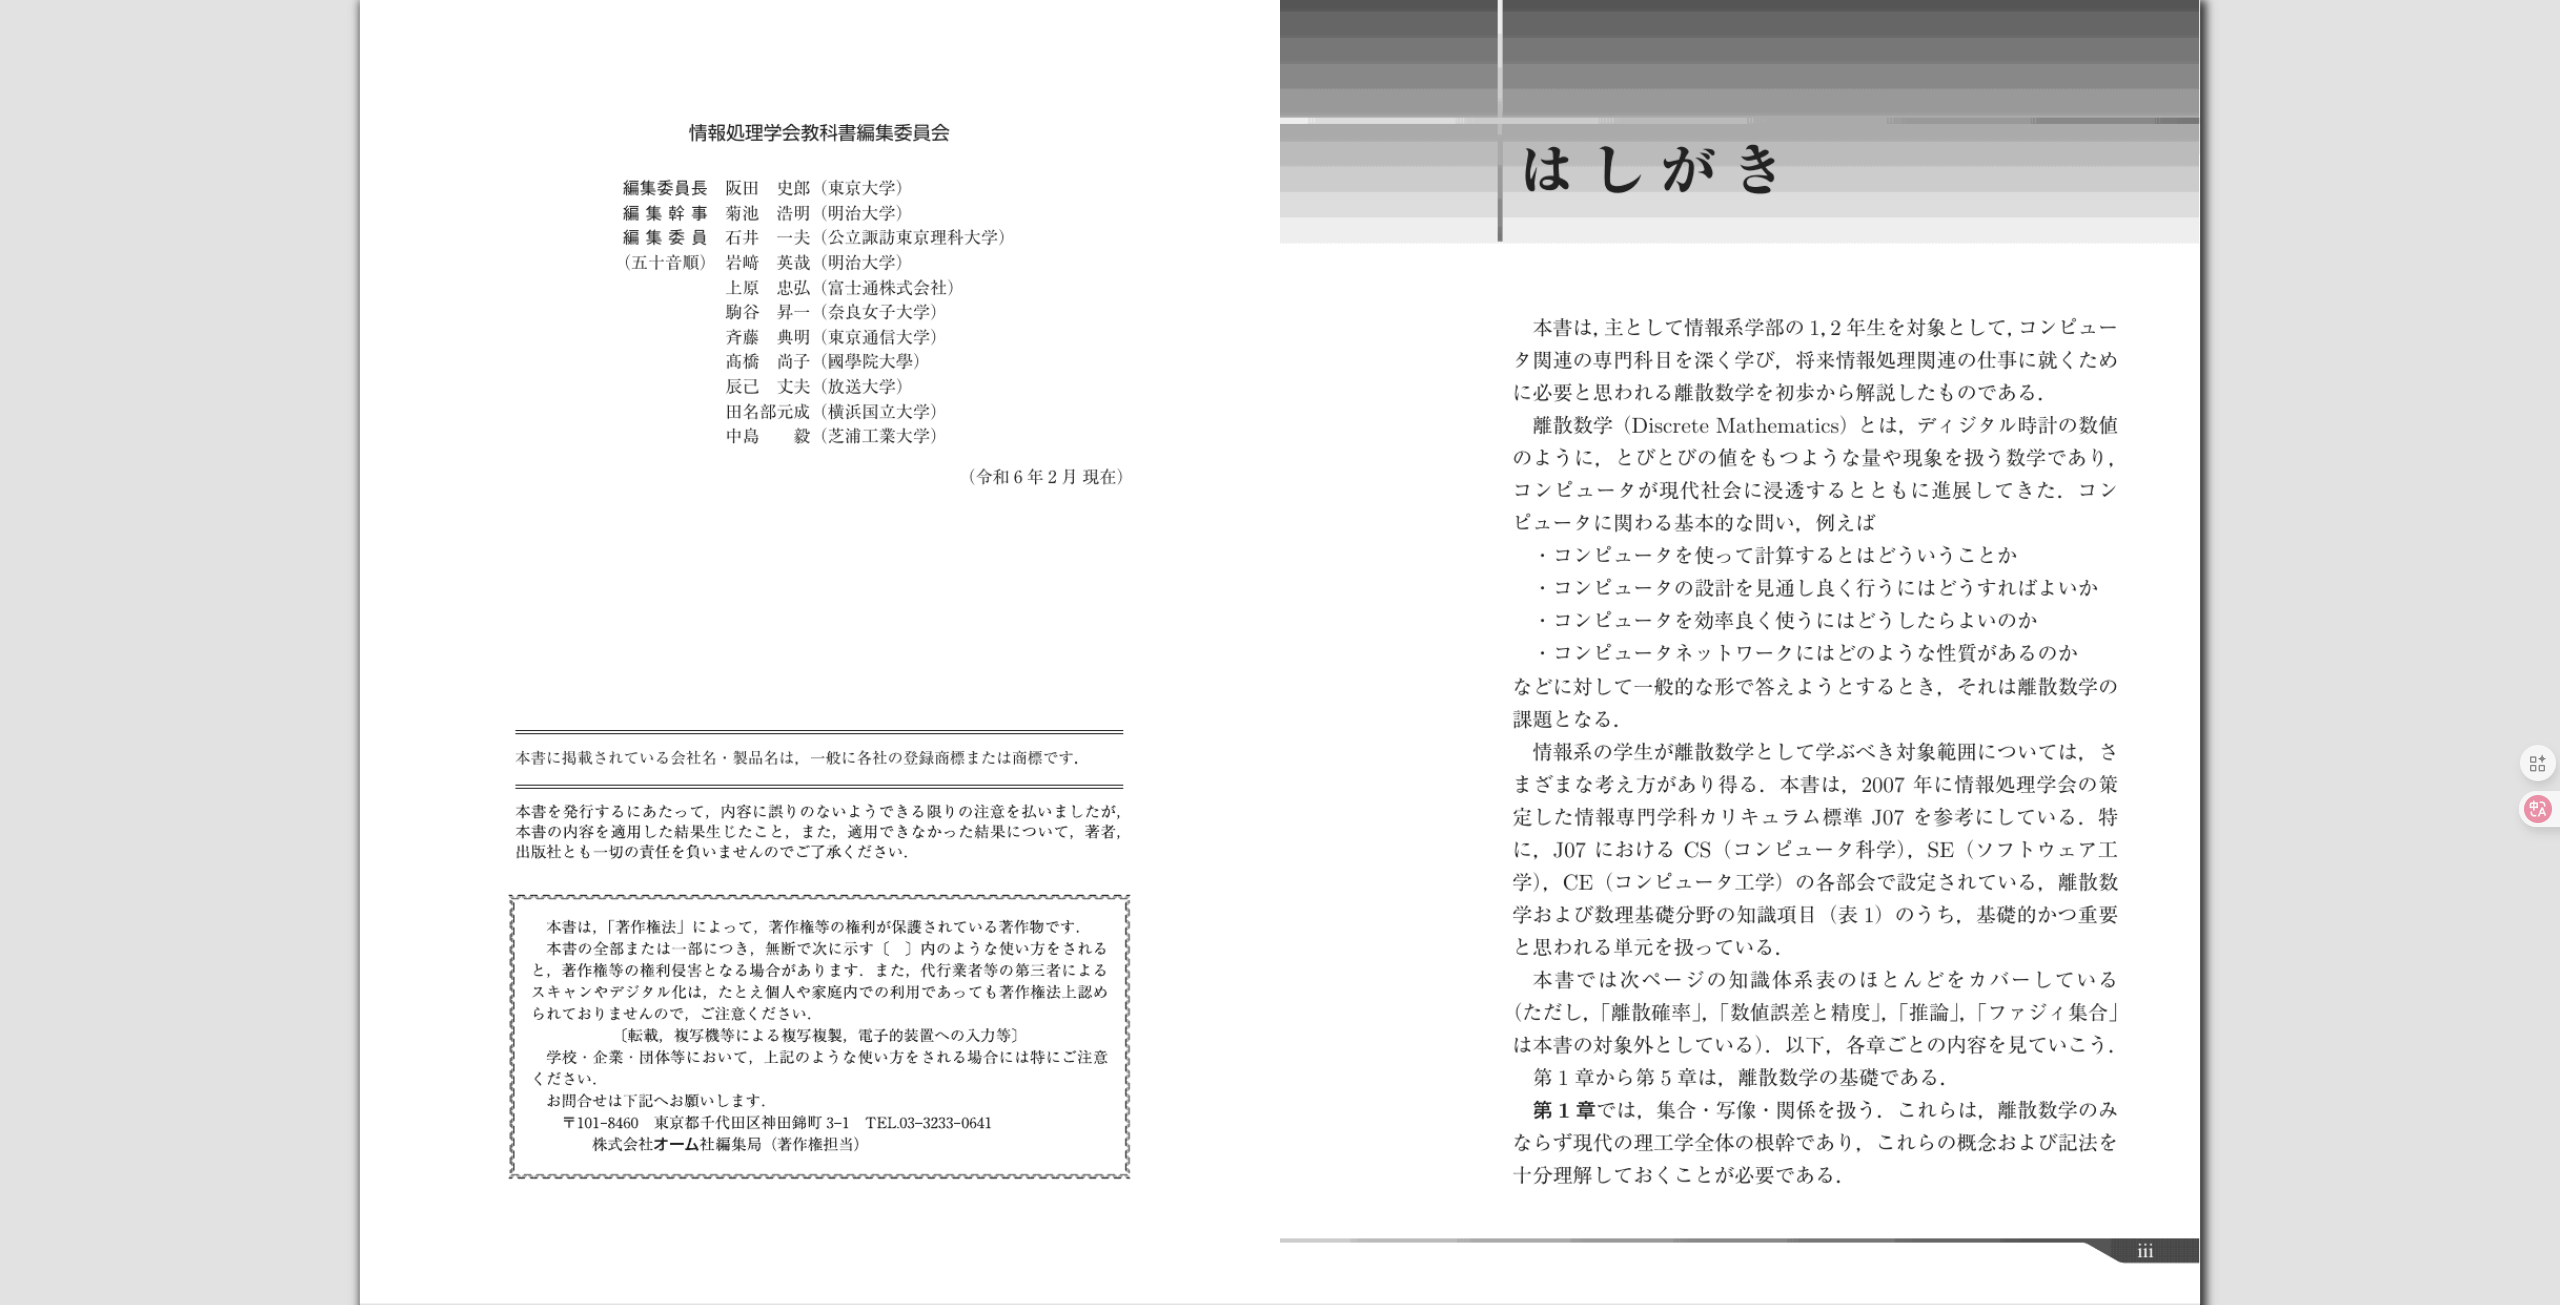 情報処理学会教科書編集委員会
編集委員長 阪田 史郎（東京大学）
編集幹事 菊池 浩明（明治大学）
編集委員 石井 一夫（公立諏訪東京理科大学）
（五十音順） 岩﨑 英哉（明治大学）
上原 忠弘（富士通株式会社）
駒谷 昇一（奈良女子大学）
斉藤 典明（東京通信大学）
髙橋 尚子（國學院大學）
辰己 丈夫（放送大学）
田名部元成（横浜国立大学）
中島 毅（芝浦工業大学）
（令和6年2月 現在）
本書に掲載されている会社名・製品名は，一般に各社の登録商標または商標です．
本書を発行するにあたって，内容に誤りのないようできる限りの注意を払いましたが，
本書の内容を適用した結果生じたこと，また，適用できなかった結果について，著者，
出版社とも一切の責任を負いませんのでご了承ください．
本書は，「著作権法」によって，著作権等の権利が保護されている著作物です．
本書の全部または一部につき，無断で次に示す〔 〕内のような使い方をされる
と，著作権等の権利侵害となる場合があります．また，代行業者等の第三者による
スキャンやデジタル化は，たとえ個人や家庭内での利用であっても著作権法上認め
られておりませんので，ご注意ください．
〔転載，複写機等による複写複製，電子的装置への入力等〕
学校・企業・団体等において，上記のような使い方をされる場合には特にご注意
ください．
お問合せは下記へお願いします．
〒101-8460 東京都千代田区神田錦町 3-1 TEL.03-3233-0641
株式会社オーム社編集局（著作権担当）
はしがき
本書は，主として情報系学部の 1, 2 年生を対象として，コンピュー
タ関連の専門科目を深く学び，将来情報処理関連の仕事に就くため
に必要と思われる離散数学を初歩から解説したものである．
離散数学（Discrete Mathematics）とは，ディジタル時計の数値
のように，とびとびの値をもつような量や現象を扱う数学であり，
コンピュータが現代社会に浸透するとともに進展してきた．コン
ピュータに関わる基本的な問い，例えば
・コンピュータを使って計算するとはどういうことか
・コンピュータの設計を見通し良く行うにはどうすればよいか
・コンピュータを効率良く使うにはどうしたらよいのか
・コンピュータネットワークにはどのような性質があるのか
などに対して一般的な形で答えようとするとき，それは離散数学の
課題となる．
情報系の学生が離散数学として学ぶべき対象範囲については，さ
まざまな考え方があり得る．本書は，2007 年に情報処理学会の策
定した情報専門学科カリキュラム標準 J07 を参考にしている．特
に，J07 における CS（コンピュータ科学），SE（ソフトウェア工
学），CE（コンピュータ工学）の各部会で設定されている，離散数
学および数理基礎分野の知識項目（表 1）のうち，基礎的かつ重要
と思われる単元を扱っている．
本書では次ページの知識体系表のほとんどをカバーしている
（ただし，「離散確率」，「数値誤差と精度」，「推論」，「ファジィ集合」
は本書の対象外としている）．以下，各章ごとの内容を見ていこう．
第 1 章から第 5 章は，離散数学の基礎である．
第 1 章では，集合・写像・関係を扱う．これらは，離散数学のみ
ならず現代の理工学全体の根幹であり，これらの概念および記法を
十分理解しておくことが必要である．
iii